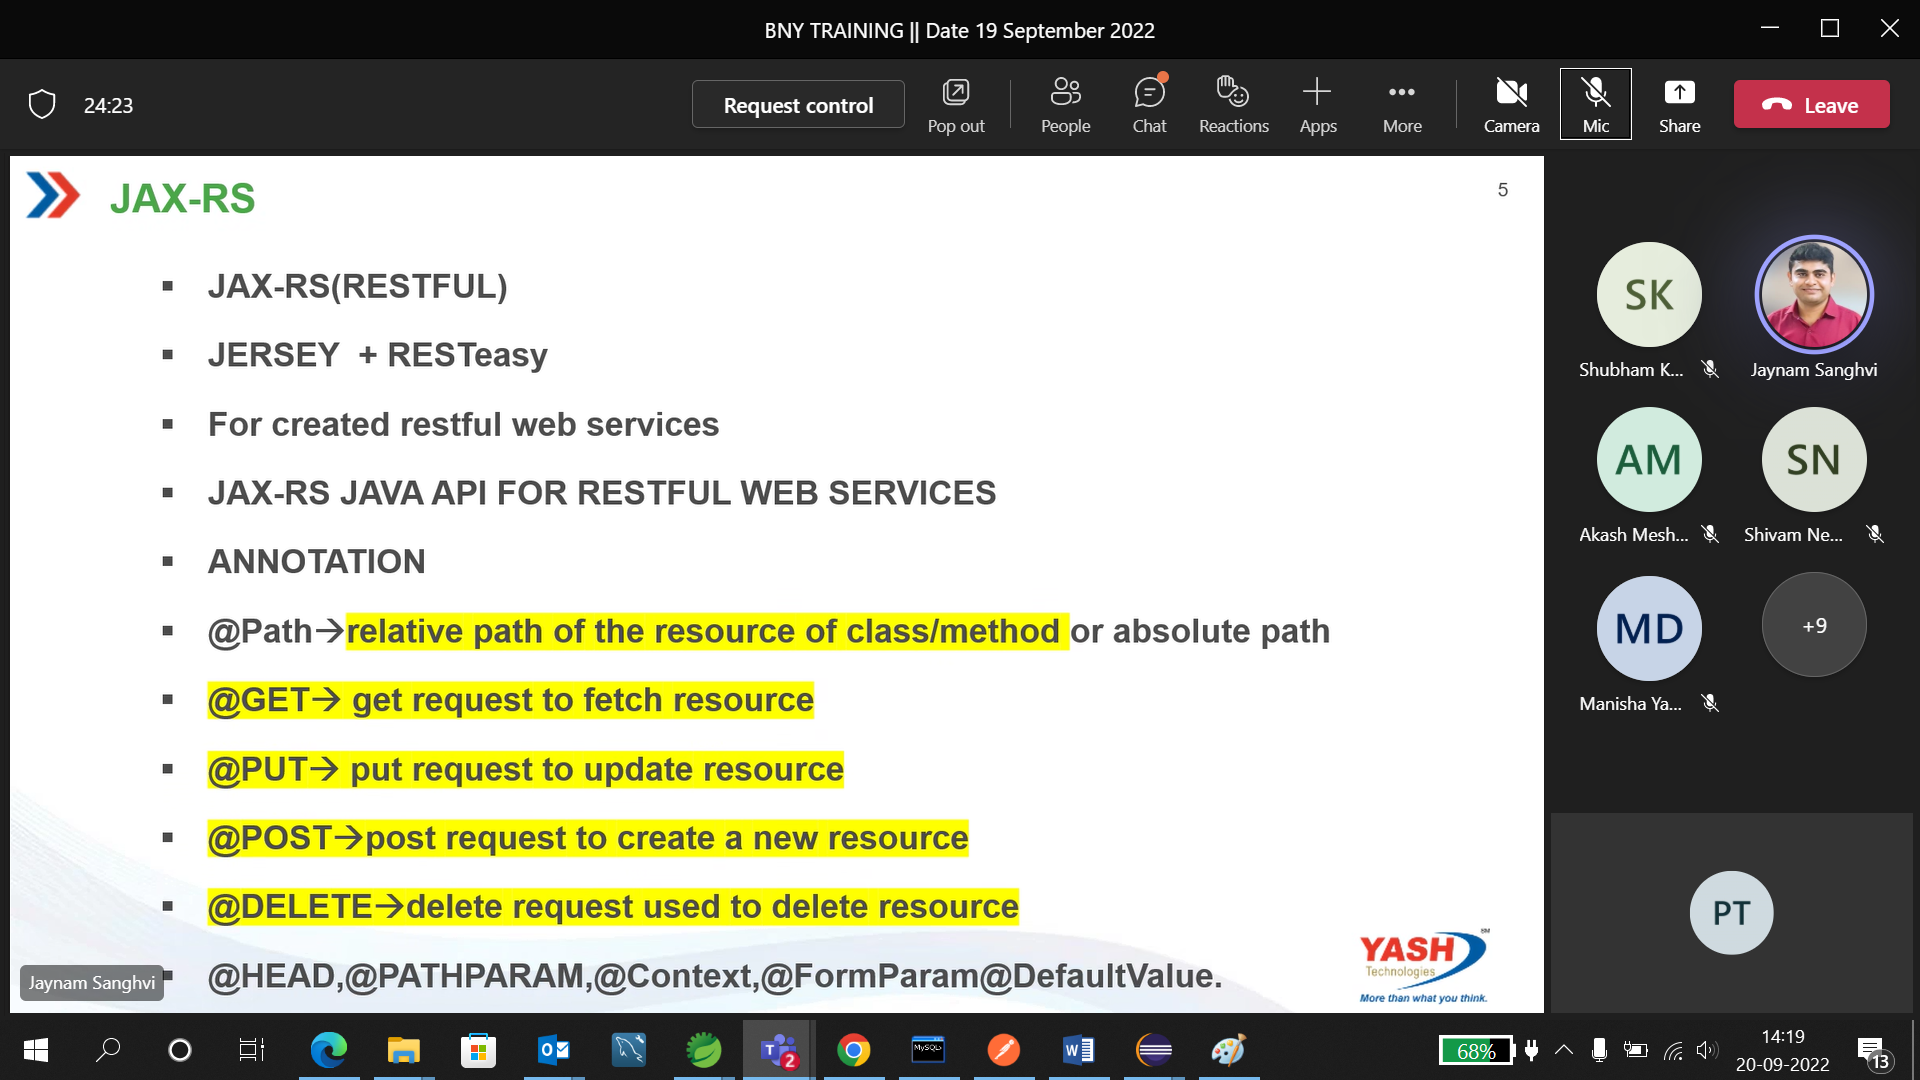 BNY TRAINING || Date 19 September 2022
24:23
Request control
Pop out
People
Chat
Reactions
Apps
More
Camera
Mic
Share
Leave
JAX-RS
5
▪ JAX-RS(RESTFUL)
▪ JERSEY + RESTeasy
▪ For created restful web services
▪ JAX-RS JAVA API FOR RESTFUL WEB SERVICES
▪ ANNOTATION
▪ @Path→relative path of the resource of class/method or absolute path
▪ @GET→ get request to fetch resource
▪ @PUT→ put request to update resource
▪ @POST→post request to create a new resource
▪ @DELETE→delete request used to delete resource
▪ @HEAD,@PATHPARAM,@Context,@FormParam@DefaultValue.
Jaynam Sanghvi
YASH
SM
Technologies
More than what you think.
SK
Shubham K...
Jaynam Sanghvi
AM
Akash Mesh...
SN
Shivam Ne...
MD
Manisha Ya...
+9
PT
O
T
2
MySQL
W
68%
14:19
20-09-2022
13